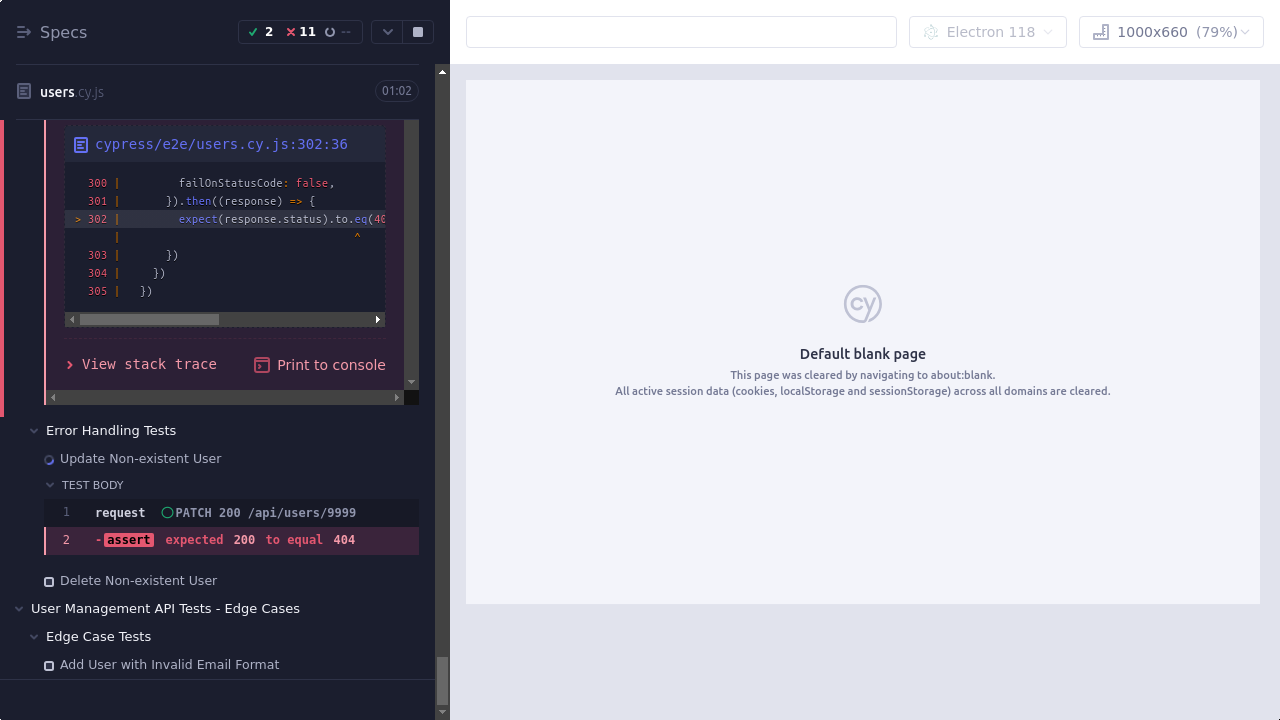 Specs
2
11
--
users.cy.js
01:02
cypress/e2e/users.cy.js:302:36
300 | failOnStatusCode: false,
301 | }).then((response) => {
> 302 | expect(response.status).to.eq(40
| ^
303 | })
304 | })
305 | })
View stack trace
Print to console
Error Handling Tests
Update Non-existent User
TEST BODY
1 request PATCH 200 /api/users/9999
2 -assert expected 200 to equal 404
Delete Non-existent User
User Management API Tests - Edge Cases
Edge Case Tests
Add User with Invalid Email Format
Electron 118
1000x660 (79%)
cy
Default blank page
This page was cleared by navigating to about:blank.
All active session data (cookies, localStorage and sessionStorage) across all domains are cleared.